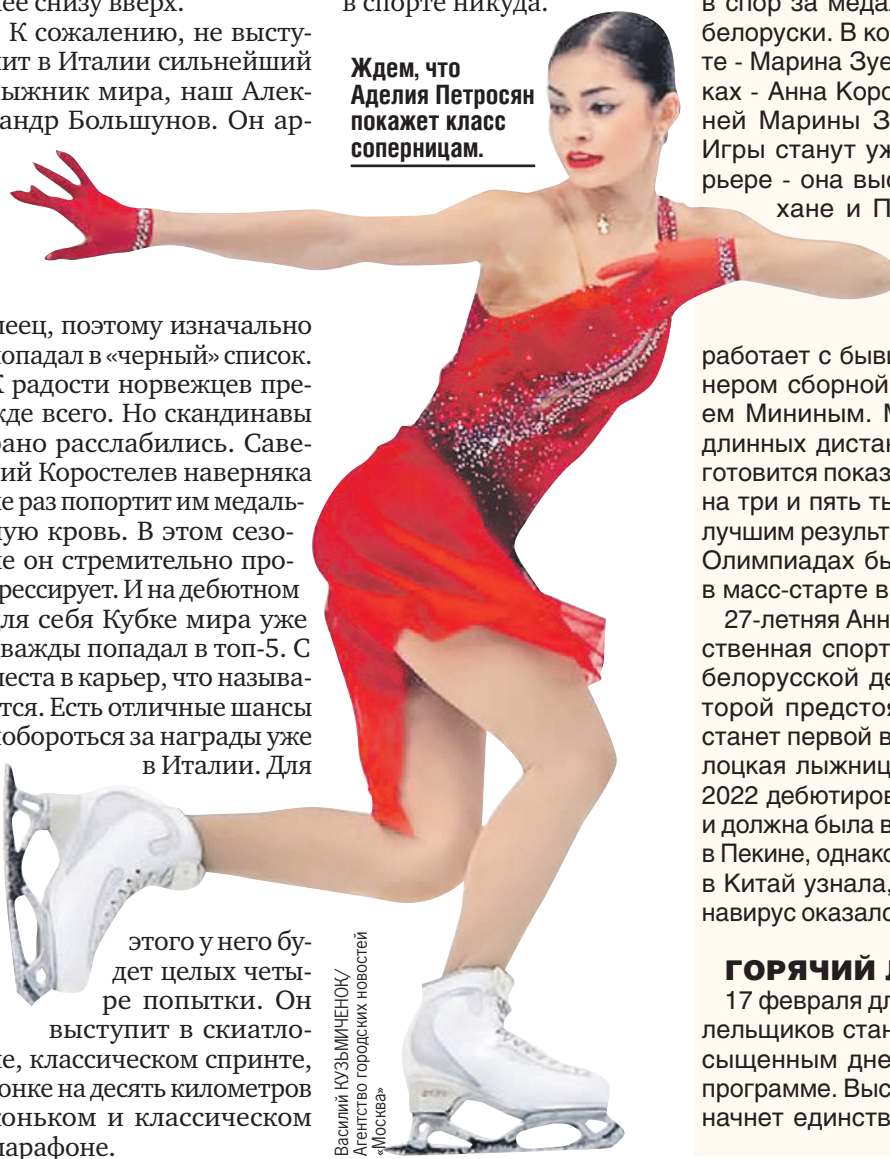 нее снизу вверх.
К сожалению, не высту-
пит в Италии сильнейший
лыжник мира, наш Алек-
сандр Большунов. Он ар-
леец, поэтому изначально
попадал в «черный» список.
К радости норвежцев пре-
жде всего. Но скандинавы
рано расслабились. Саве-
лий Коростелев наверняка
не раз попортит им медаль-
ную кровь. В этом сезо-
не он стремительно про-
грессирует. И на дебютном
для себя Кубке мира уже
дважды попадал в топ-5. С
места в карьер, что называ-
ется. Есть отличные шансы
побороться за награды уже
в Италии. Для
этого у него бу-
дет целых четы-
ре попытки. Он
выступит в скиатло-
не, классическом спринте,
гонке на десять километров
коньком и классическом
марафоне.
в спорте никуда.
Ждем, что
Аделия Петросян
покажет класс
соперницам.
Василий КУЗЬМИЧЕНОК/
Агентство городских новостей
«Москва»
в спор за меда
белоруски. В ко
те - Марина Зуе
ках - Анна Коро
ней Марины З
Игры станут уж
рьере - она выс
хане и П
работает с бывш
нером сборной
ем Мининым. М
длинных дистан
готовится показ
на три и пять ты
лучшим результ
Олимпиадах бы
в масс-старте в
27-летняя Анн
ственная спорт
белорусской де
торой предстоя
станет первой в
лоцкая лыжниц
2022 дебютиров
и должна была в
в Пекине, однако
в Китай узнала,
навирус оказалс
ГОРЯЧИЙ Л
17 февраля дл
лельщиков стан
сыщенным дне
программе. Выс
начнет единств